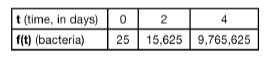 t (time, in days) 0 2 4
f(t) (bacteria) 25 15,625 9,765,625